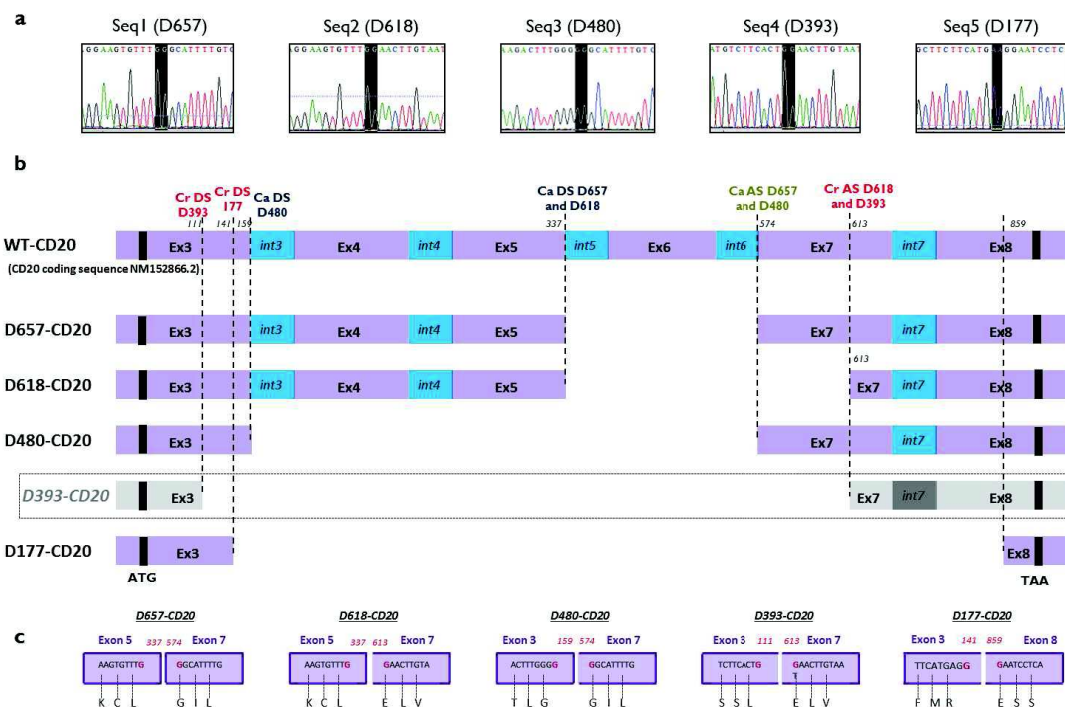 a
Seq1 (D657) Seq2 (D618) Seq3 (D480) Seq4 (D393) Seq5 (D177)
GGAAGTGTTTGGGCATTTTGTC AGGAAGTGTTTGGAACTTGTAAT AAGACTTTGGGGGGCATTTTGTC ATGTCTTCACTGGAACTTGTAAT GCTTCTTCATGAGGAATCCTC
b
Cr DS D393 Cr DS 177 Ca DS D480 Ca DS D657 and D618 Ca AS D657 and D480 Cr AS D618 and D393
111 141 159 337 574 613 859
WT-CD20 Ex3 int3 Ex4 int4 Ex5 int5 Ex6 int6 Ex7 int7 Ex8
(CD20 coding sequence NM152866.2)
D657-CD20 Ex3 int3 Ex4 int4 Ex5 Ex7 int7 Ex8
613
D618-CD20 Ex3 int3 Ex4 int4 Ex5 Ex7 int7 Ex8
D480-CD20 Ex3 Ex7 int7 Ex8
D393-CD20 Ex3 Ex7 int7 Ex8
D177-CD20 Ex3 Ex8
ATG TAA
c
D657-CD20 D618-CD20 D480-CD20 D393-CD20 D177-CD20
Exon 5 337 574 Exon 7 Exon 5 337 613 Exon 7 Exon 3 159 574 Exon 7 Exon 3 111 613 Exon 7 Exon 3 141 859 Exon 8
AAGTGTTTG GGCATTTTG AAGTGTTTG GAACTTGTA ACTTTGGGG GGCATTTTG TCTTCACTG GAACTTGTAA TTCATGAGG GAATCCTCA
T
K C L G I L K C L E L V T L G G I L S S L E L V F M R E S S